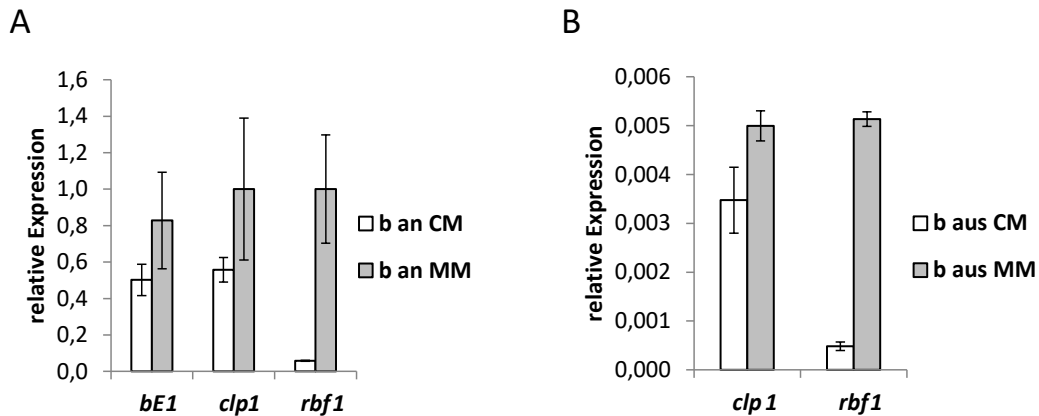 A
relative Expression
1,6
1,4
1,2
1,0
0,8
0,6
0,4
0,2
0,0
bE1 clp1 rbf1
b an CM
b an MM
B
relative Expression
0,006
0,005
0,004
0,003
0,002
0,001
0,000
clp 1 rbf1
b aus CM
b aus MM